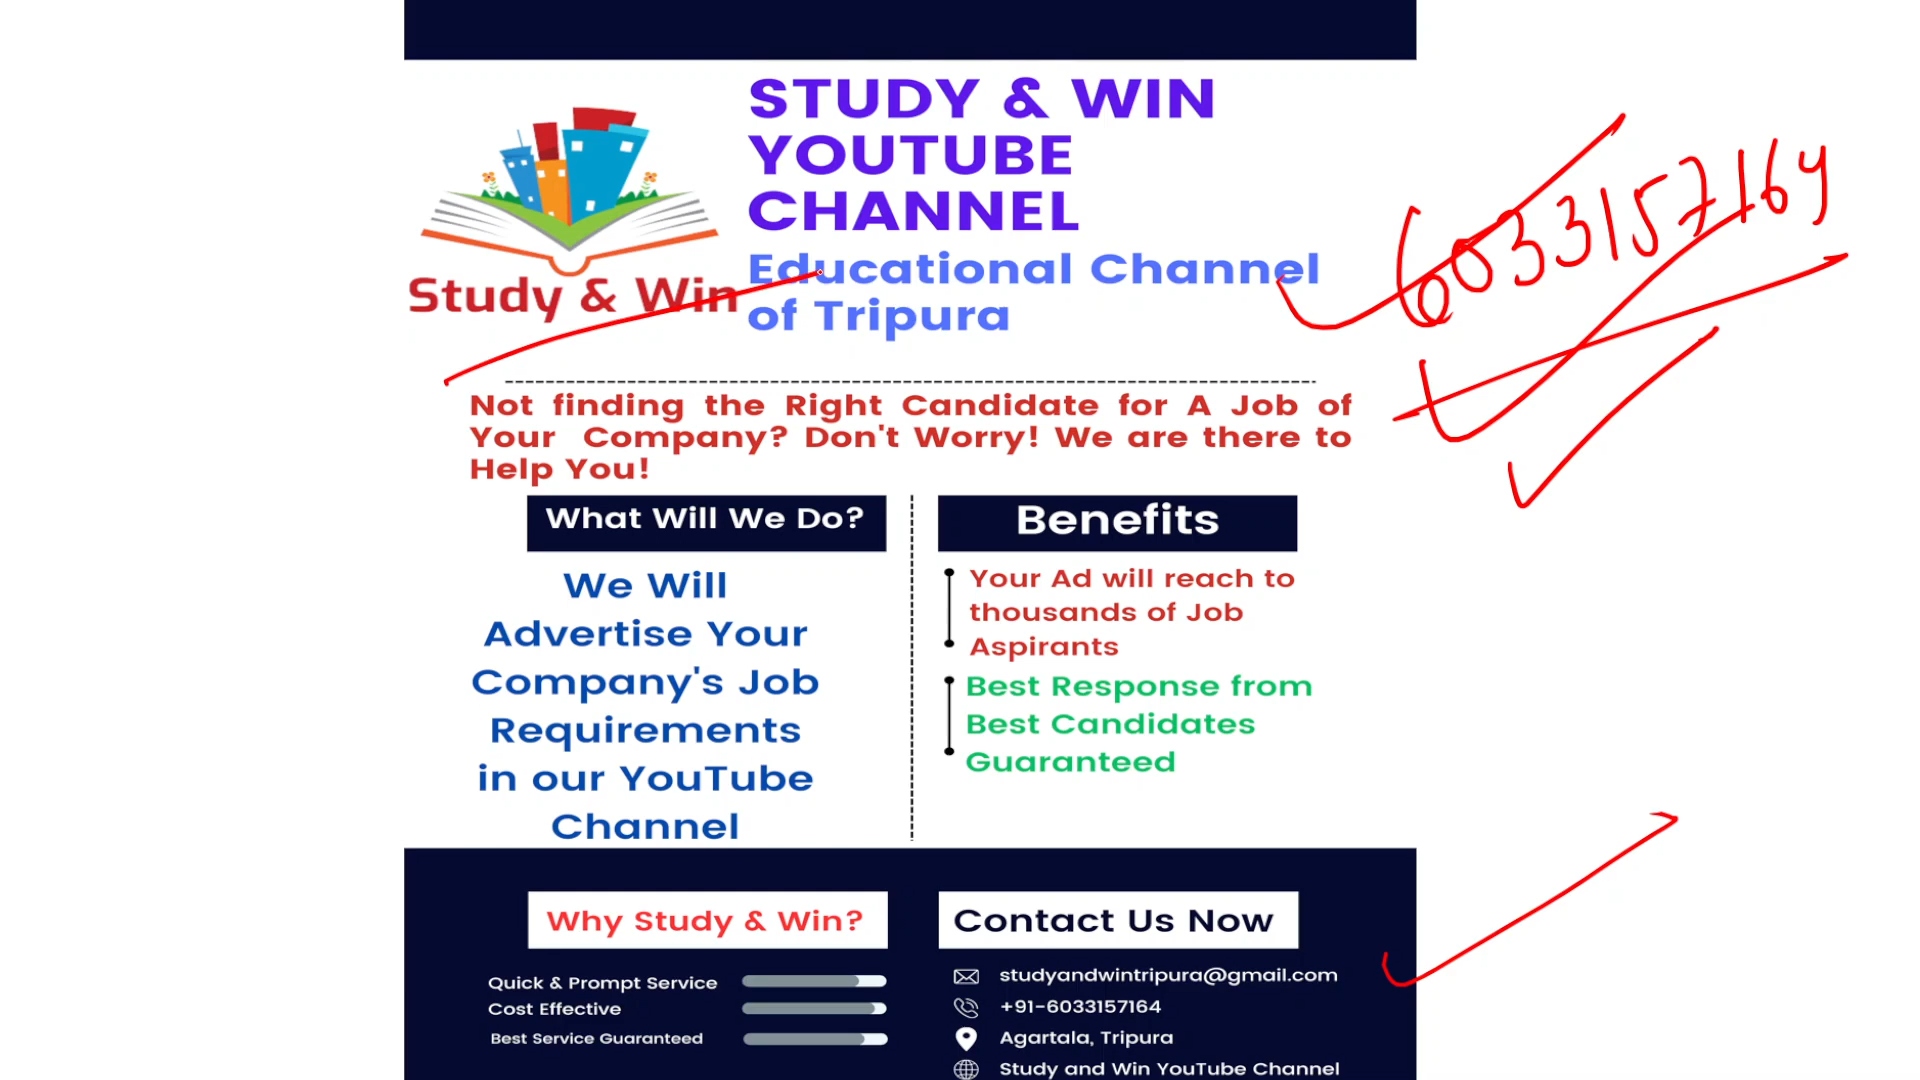 STUDY & WIN
YOUTUBE
CHANNEL
Educational Channel
of Tripura
Study & Win
6033157164
Not finding the Right Candidate for A Job of
Your Company? Don't Worry! We are there to
Help You!
What Will We Do?
We Will
Advertise Your
Company's Job
Requirements
in our YouTube
Channel
Benefits
Your Ad will reach to
thousands of Job
Aspirants
Best Response from
Best Candidates
Guaranteed
Why Study & Win?
Quick & Prompt Service
Cost Effective
Best Service Guaranteed
Contact Us Now
studyandwintripura@gmail.com
+91-6033157164
Agartala, Tripura
Study and Win YouTube Channel